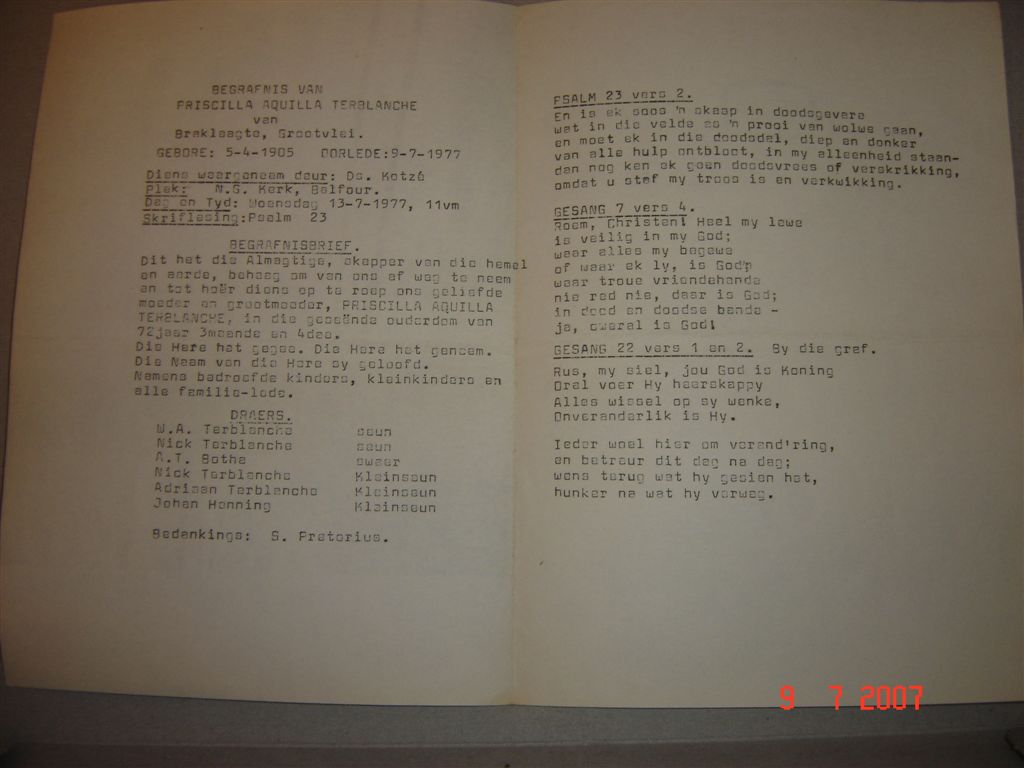 BEGRAFNIS VAN
PRISCILLA AQUILLA TERBLANCHE
van
Braklaagte, Grootvlei.
GEBORE: 5-4-1905 OORLEDE:9-7-1977
Diens waargeneem deur: Ds. Kotzé
Plek: N.G. Kerk, Balfour.
Dag en Tyd: Woensdag 13-7-1977, 11vm
Skriflesing:Psalm 23
BEGRAFNISBRIEF.
Dit het die Almagtige, skepper van die hemel
en aarde, behaag om van ons af weg te neem
en tot hoër diens op te roep ons geliefde
moeder en grootmoeder, PRISCILLA AQUILLA
TERBLANCHE, in die geseënde ouderdom van
72jaar 3maande en 4dae.
Die Here het gegee. Die Here het geneem.
Die Naam van die Here sy geloofd.
Namens bedroefde kinders, kleinkinders en
alle familie-lede.
DRAERS.
W.A. Terblanche seun
Nick Terblanche seun
A.T. Botha swaer
Nick Terblanche Kleinseun
Adriaan Terblanche Kleinseun
Johan Henning Kleinseun
Bedankings: S. Pretorius.
PSALM 23 vers 2.
En is ek soos 'n skaap in doodsgevare
wat in die velde as 'n prooi van wolwe gaan,
en moet ek in die doodsdal, diep en donker
van alle hulp ontbloot, in my alleenheid staan-
dan nog ken ek geen doodsvrees of verskrikking,
omdat u staf my troos is en verkwikking.
GESANG 7 vers 4.
Roem, Christen! Heel my lewe
is veilig in my God;
waar alles my begewe
of waar ek ly, is God'n
waar troue vriendehande
nie red nie, daar is God;
in dood en doodse bande -
ja, oweral is God!
GESANG 22 vers 1 en 2. By die graf.
Rus, my siel, jou God is Koning
Oral voer Hy heerskappy
Alles wissel op sy wenke,
Onveranderlik is Hy.
Ieder woel hier om verand'ring,
en betreur dit dag na dag;
wens terug wat hy gesien het,
hunker na wat hy verwag.
9 7 2007